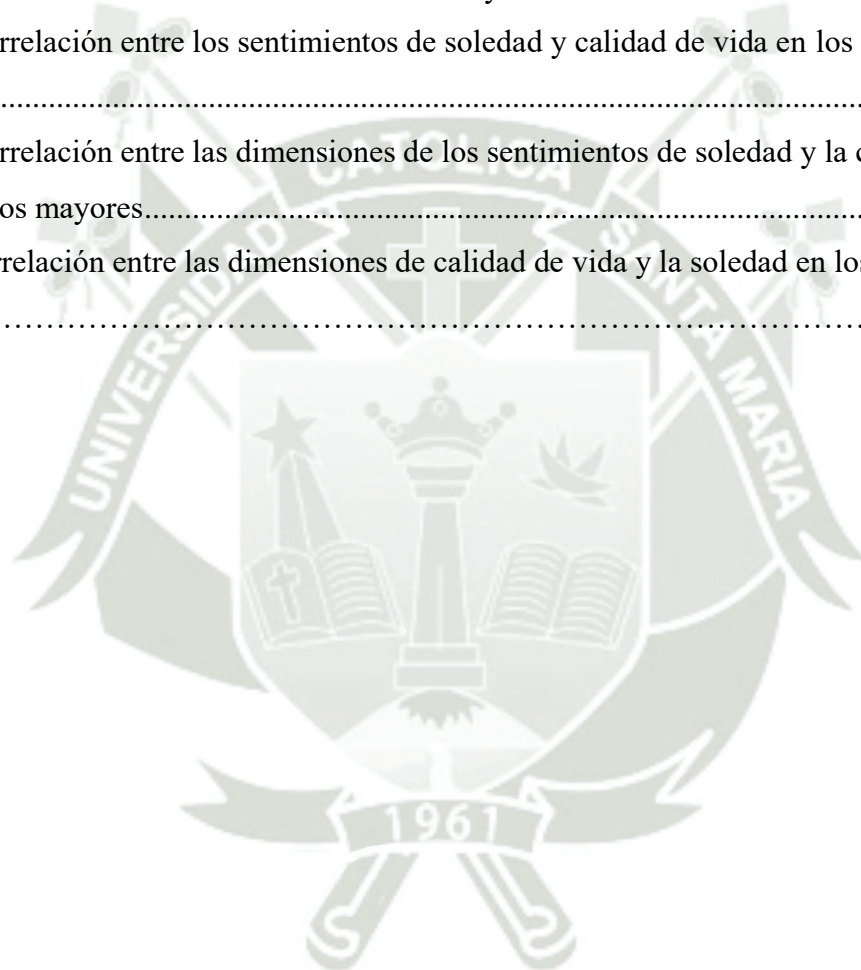 rrelación entre los sentimientos de soledad y calidad de vida en los
....................................................................................................
rrelación entre las dimensiones de los sentimientos de soledad y la c
os mayores....................................................................................
rrelación entre las dimensiones de calidad de vida y la soledad en los
……………………………………………………………………………
UNIVERSIDAD CATOLICA SANTA MARIA
1961